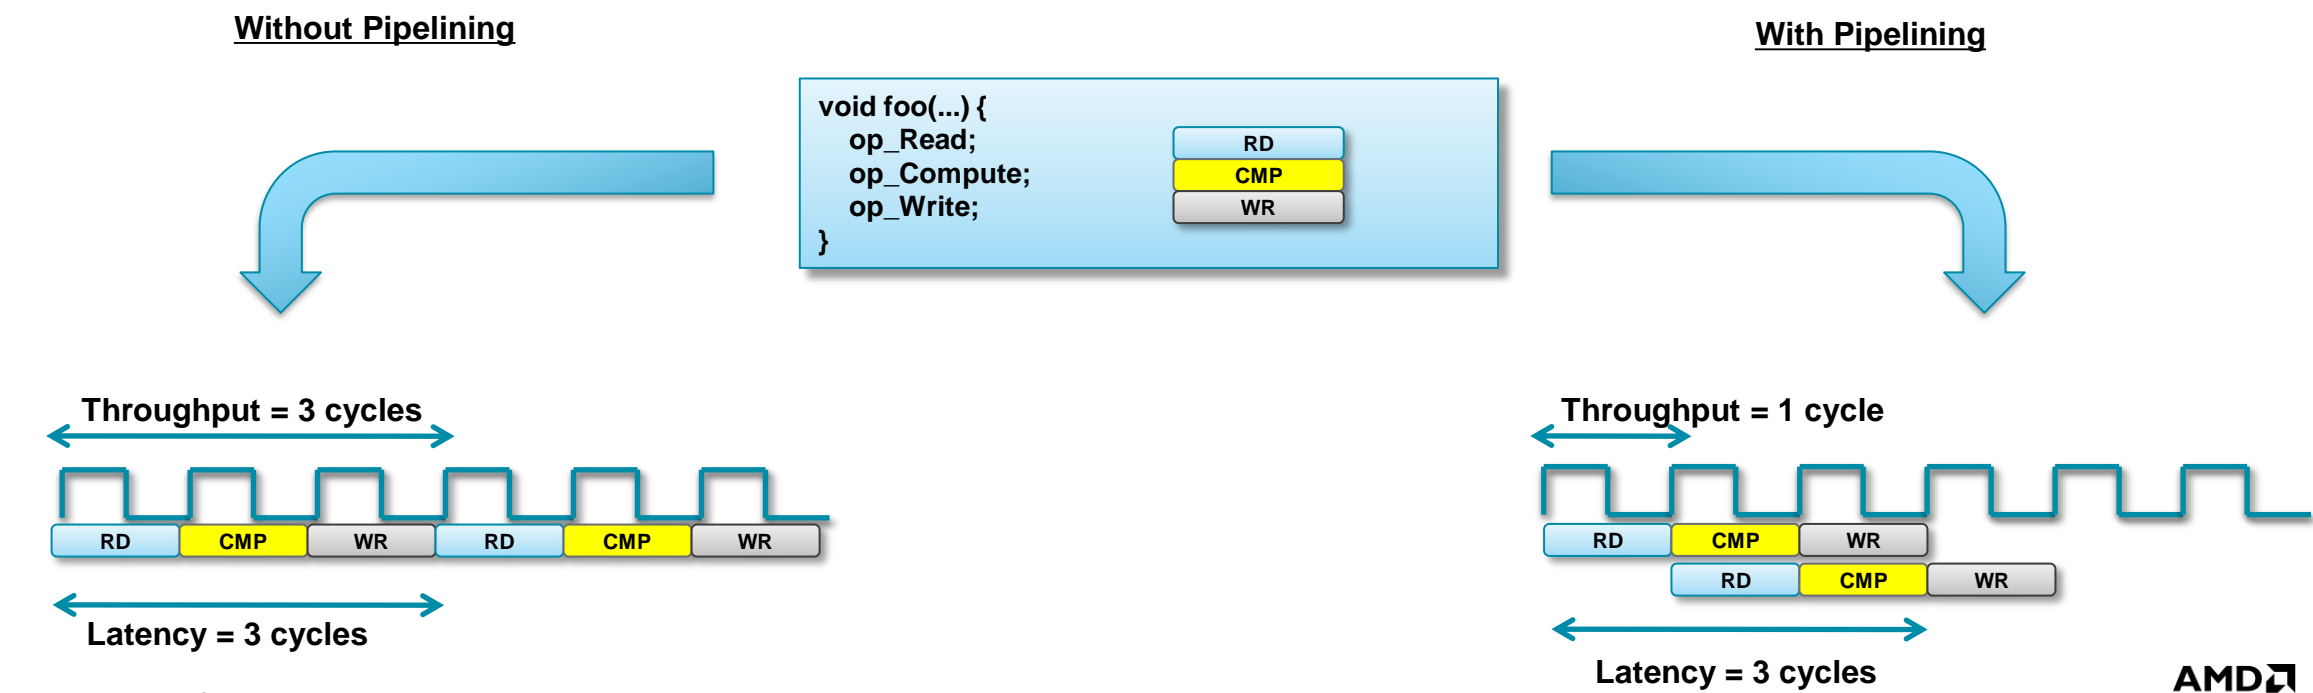 Without Pipelining
With Pipelining
void foo(...) {
op_Read;
op_Compute;
op_Write;
}
RD
CMP
WR
Throughput = 3 cycles
RD CMP WR RD CMP WR
Latency = 3 cycles
Throughput = 1 cycle
RD CMP WR
RD CMP WR
Latency = 3 cycles
AMD